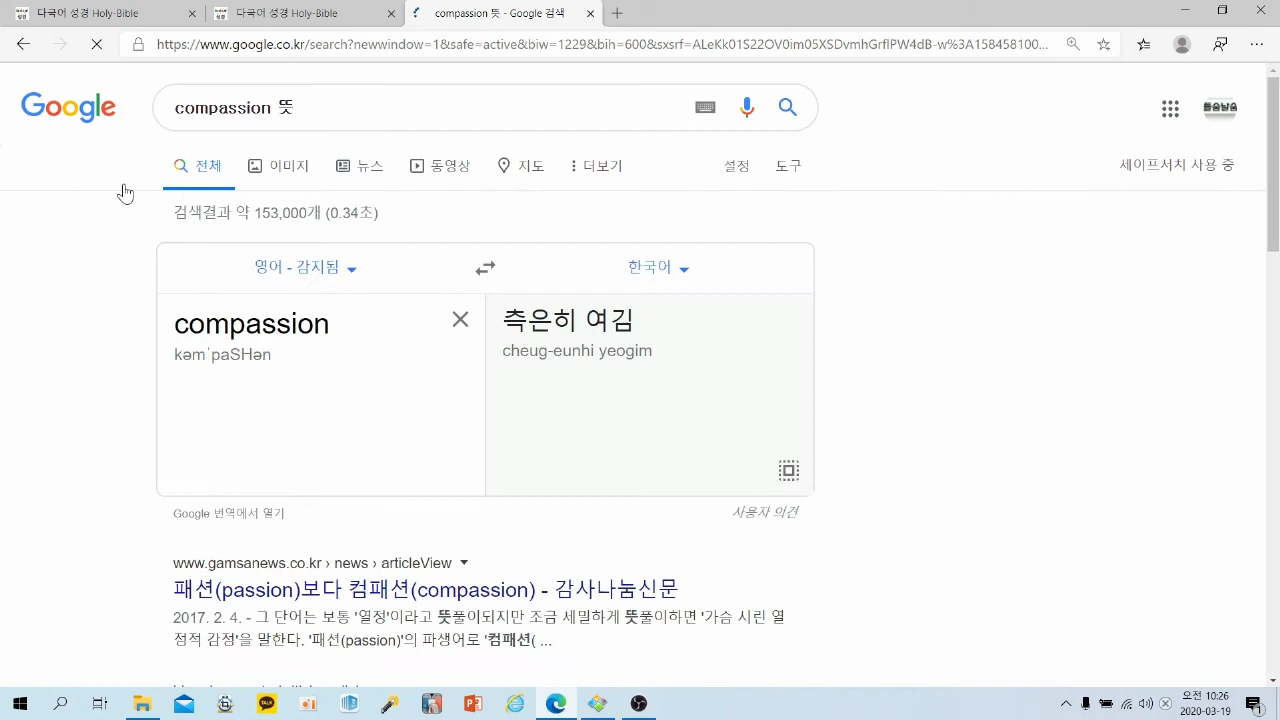 다국어 성경 Holy-Bible
다국어 성경 Holy-Bible
compassion 뜻 - Google 검색
https://www.google.co.kr/search?newwindow=1&safe=active&biw=1229&bih=600&sxsrf=ALeKk01S22OV0im05XSDvmhGrflPW4dB-w%3A158458100...
Google
compassion 뜻
돌숨날숨
전체
이미지
뉴스
동영상
지도
더보기
설정
도구
세이프서치 사용 중
검색결과 약 153,000개 (0.34초)
영어 - 감지됨
한국어
compassion
kəmˈpaSHən
측은히 여김
cheug-eunhi yeogim
Google 번역에서 열기
사용자 의견
www.gamsanews.co.kr › news › articleView
패션(passion)보다 컴패션(compassion) - 감사나눔신문
2017. 2. 4. - 그 단어는 보통 '열정'이라고 뜻풀이되지만 조금 세밀하게 뜻풀이하면 '가슴 시린 열
정적 감정'을 말한다. '패션(passion)'의 파생어로 '컴패션( ...
TALK
오전 10:26
2020-03-19
1